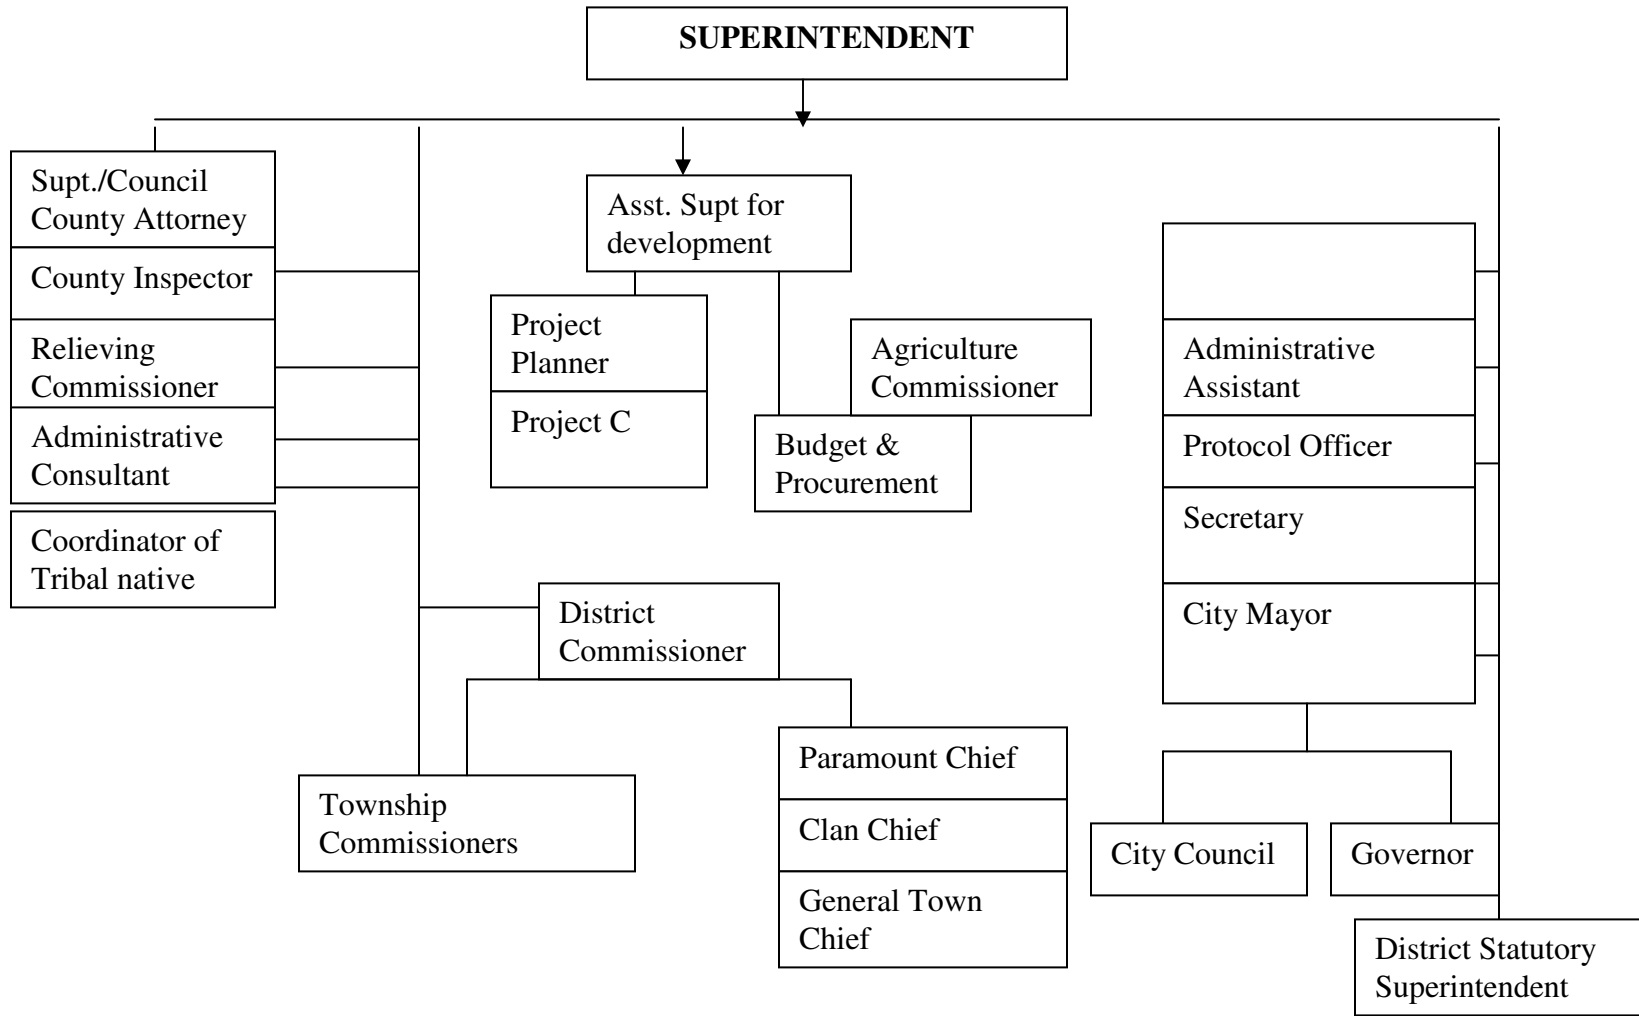 SUPERINTENDENT
Supt./Council
County Attorney
County Inspector
Relieving
Commissioner
Administrative
Consultant
Coordinator of
Tribal native
Asst. Supt for
development
Project
Planner
Project C
Agriculture
Commissioner
Budget &
Procurement
District
Commissioner
Township
Commissioners
Paramount Chief
Clan Chief
General Town
Chief
Administrative
Assistant
Protocol Officer
Secretary
City Mayor
City Council
Governor
District Statutory
Superintendent